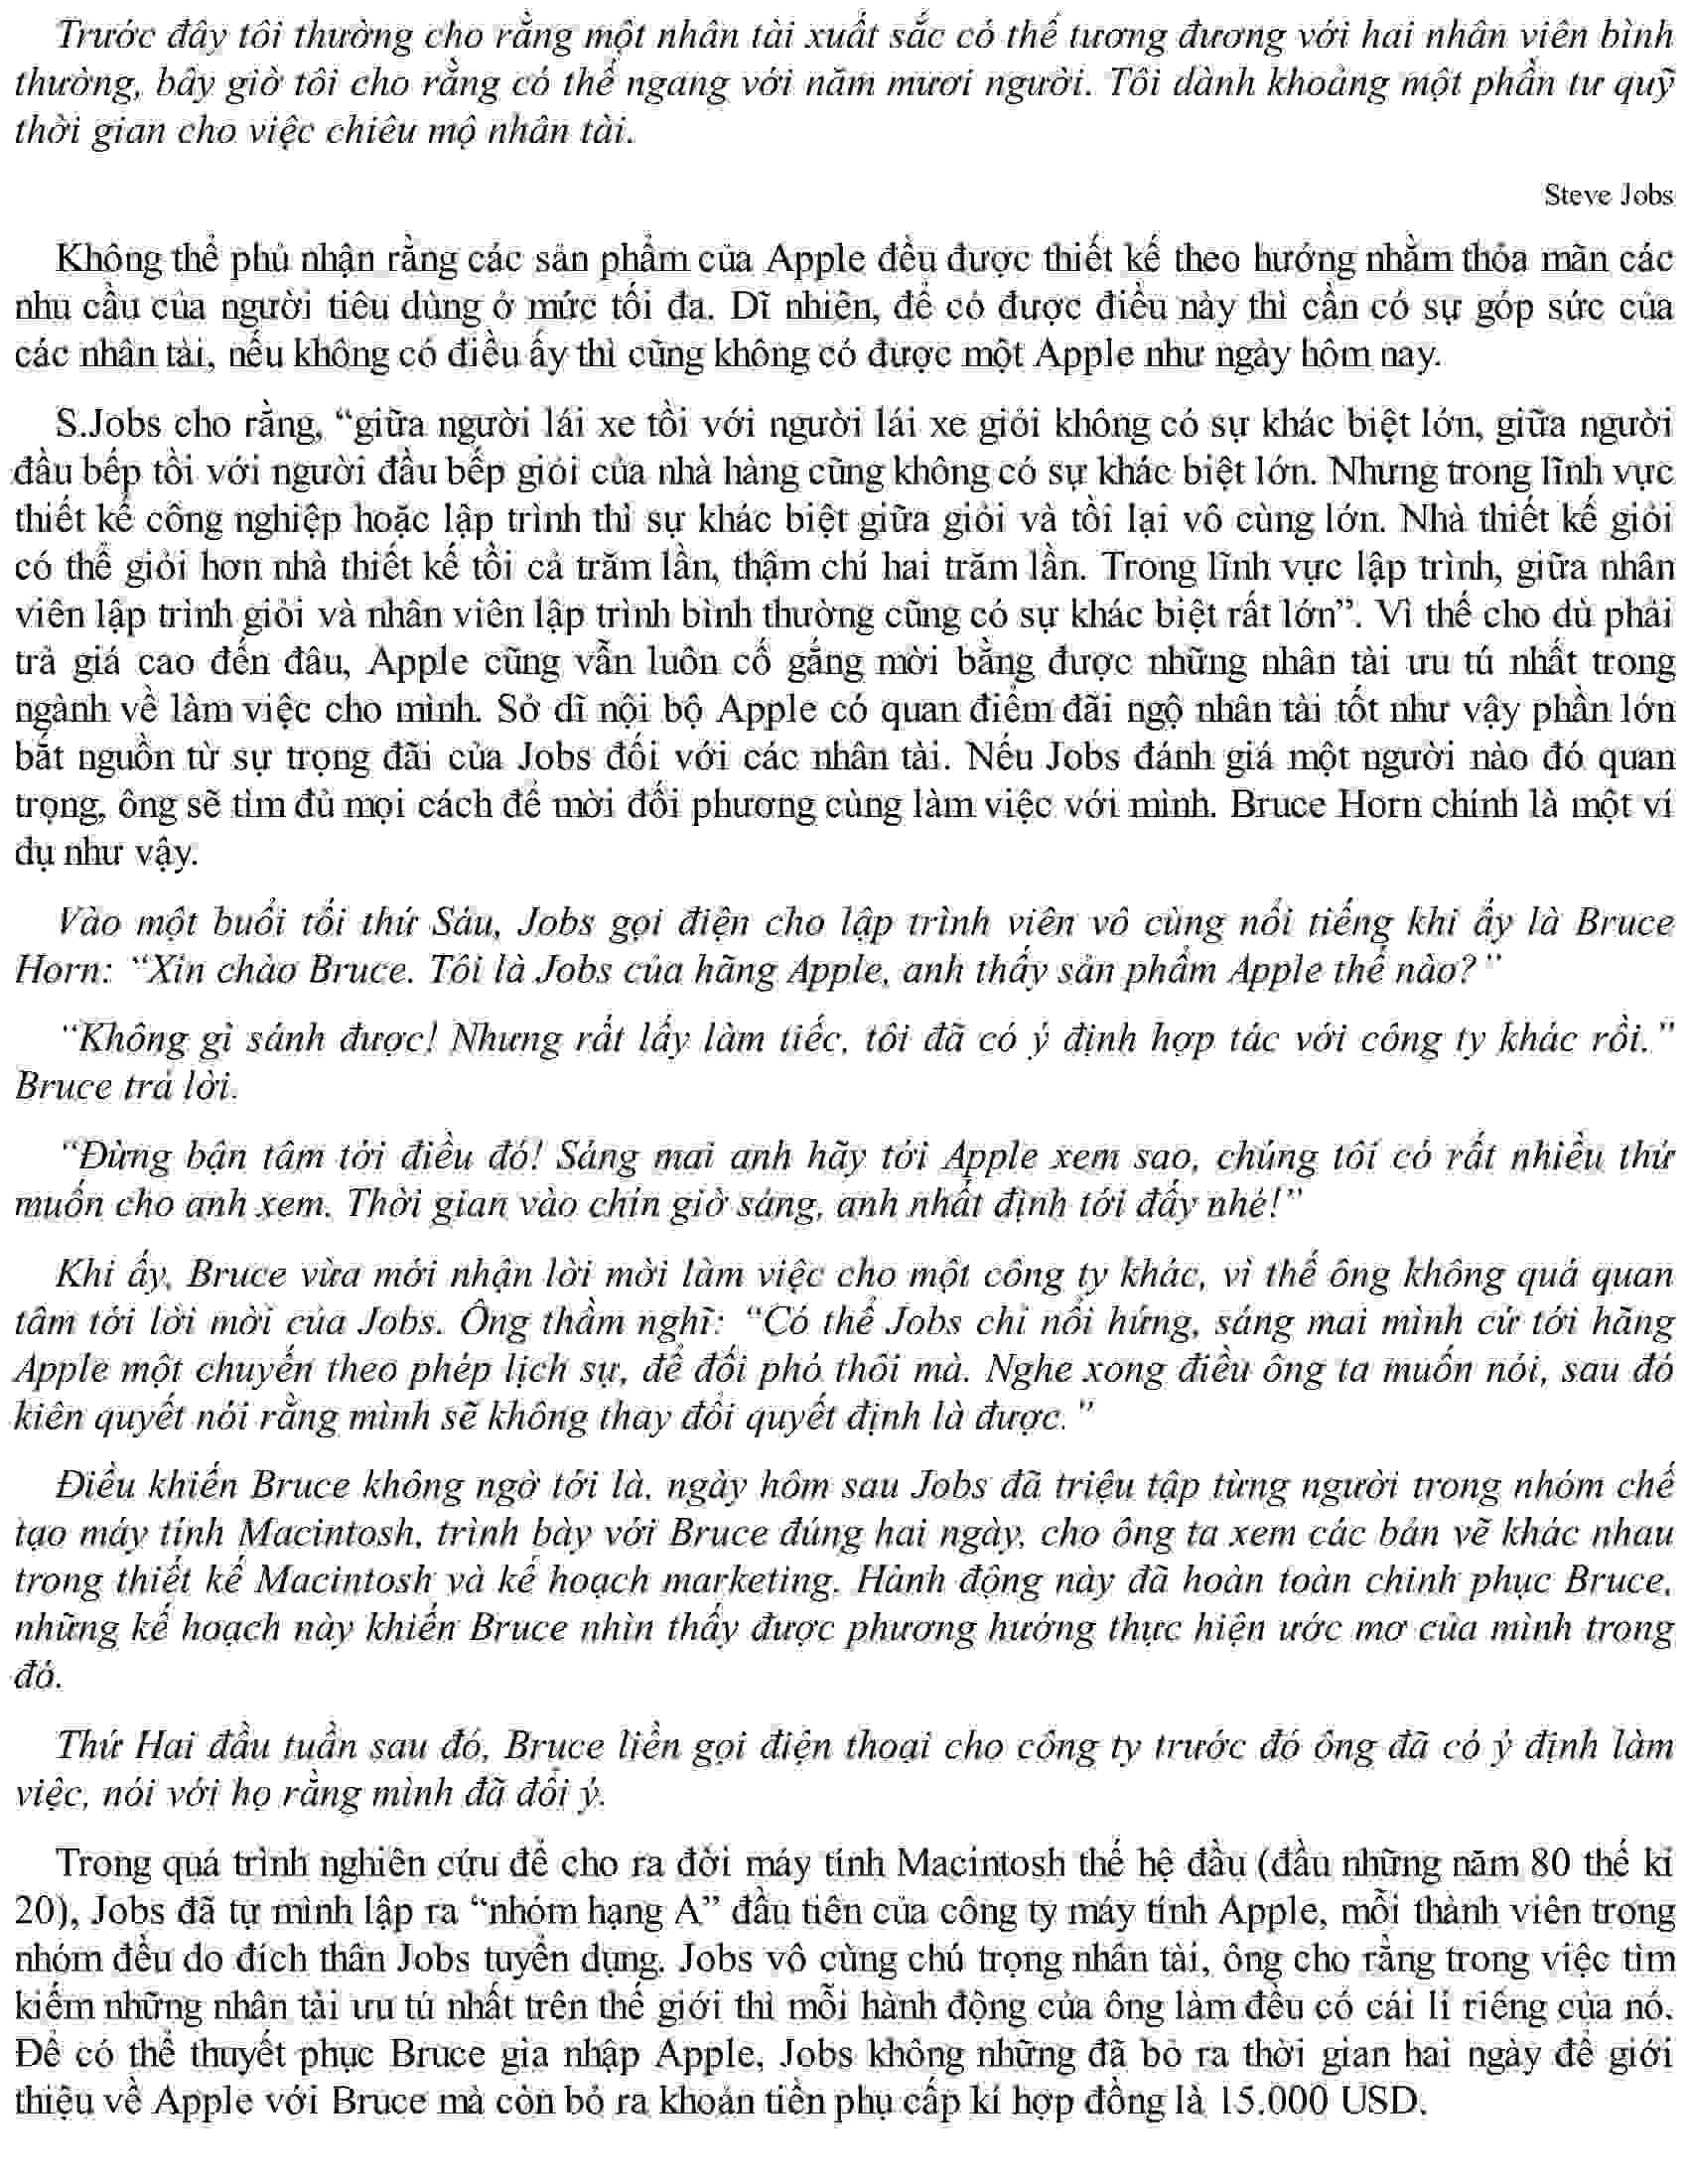 Trước đây tôi thường cho rằng một nhân tài xuất sắc có thể tương đương với hai nhân viên bình
thường, bây giờ tôi cho rằng có thể ngang với năm mươi người. Tôi dành khoảng một phần tư quỹ
thời gian cho việc chiêu mộ nhân tài.
Steve Jobs
Không thể phủ nhận rằng các sản phẩm của Apple đều được thiết kế theo hướng nhằm thỏa mãn các
nhu cầu của người tiêu dùng ở mức tối đa. Dĩ nhiên, để có được điều này thì cần có sự góp sức của
các nhân tài, nếu không có điều ấy thì cũng không có được một Apple như ngày hôm nay.
S.Jobs cho rằng, “giữa người lái xe tồi với người lái xe giỏi không có sự khác biệt lớn, giữa người
đầu bếp tồi với người đầu bếp giỏi của nhà hàng cũng không có sự khác biệt lớn. Nhưng trong lĩnh vực
thiết kế công nghiệp hoặc lập trình thì sự khác biệt giữa giỏi và tồi lại vô cùng lớn. Nhà thiết kế giỏi
có thể giỏi hơn nhà thiết kế tồi cả trăm lần, thậm chí hai trăm lần. Trong lĩnh vực lập trình, giữa nhân
viên lập trình giỏi và nhân viên lập trình bình thường cũng có sự khác biệt rất lớn”. Vì thế cho dù phải
trả giá cao đến đâu, Apple cũng vẫn luôn cố gắng mời bằng được những nhân tài ưu tú nhất trong
ngành về làm việc cho mình. Sở dĩ nội bộ Apple có quan điểm đãi ngộ nhân tài tốt như vậy phần lớn
bắt nguồn từ sự trọng đãi của Jobs đối với các nhân tài. Nếu Jobs đánh giá một người nào đó quan
trọng, ông sẽ tìm đủ mọi cách để mời đối phương cùng làm việc với mình. Bruce Horn chính là một ví
dụ như vậy.
Vào một buổi tối thứ Sáu, Jobs gọi điện cho lập trình viên vô cùng nổi tiếng khi ấy là Bruce
Horn: “Xin chào Bruce. Tôi là Jobs của hãng Apple, anh thấy sản phẩm Apple thế nào?”
“Không gì sánh được! Nhưng rất lấy làm tiếc, tôi đã có ý định hợp tác với công ty khác rồi.”
Bruce trả lời.
“Đừng bận tâm tới điều đó! Sáng mai anh hãy tới Apple xem sao, chúng tôi có rất nhiều thứ
muốn cho anh xem. Thời gian vào chín giờ sáng, anh nhất định tới đấy nhé!”
Khi ấy, Bruce vừa mới nhận lời mời làm việc cho một công ty khác, vì thế ông không quá quan
tâm tới lời mời của Jobs. Ông thầm nghĩ: “Có thể Jobs chỉ nổi hứng, sáng mai mình cứ tới hãng
Apple một chuyến theo phép lịch sự, để đối phó thôi mà. Nghe xong điều ông ta muốn nói, sau đó
kiên quyết nói rằng mình sẽ không thay đổi quyết định là được.”
Điều khiến Bruce không ngờ tới là, ngày hôm sau Jobs đã triệu tập từng người trong nhóm chế
tạo máy tính Macintosh, trình bày với Bruce đúng hai ngày, cho ông ta xem các bản vẽ khác nhau
trong thiết kế Macintosh và kế hoạch marketing. Hành động này đã hoàn toàn chinh phục Bruce,
những kế hoạch này khiến Bruce nhìn thấy được phương hướng thực hiện ước mơ của mình trong
đó.
Thứ Hai đầu tuần sau đó, Bruce liền gọi điện thoại cho công ty trước đó ông đã có ý định làm
việc, nói với họ rằng mình đã đổi ý.
Trong quá trình nghiên cứu để cho ra đời máy tính Macintosh thế hệ đầu (đầu những năm 80 thế kỉ
20), Jobs đã tự mình lập ra “nhóm hạng A” đầu tiên của công ty máy tính Apple, mỗi thành viên trong
nhóm đều do đích thân Jobs tuyển dụng. Jobs vô cùng chú trọng nhân tài, ông cho rằng trong việc tìm
kiếm những nhân tài ưu tú nhất trên thế giới thì mỗi hành động của ông làm đều có cái lí riêng của nó.
Để có thể thuyết phục Bruce gia nhập Apple, Jobs không những đã bỏ ra thời gian hai ngày để giới
thiệu về Apple với Bruce mà còn bỏ ra khoản tiền phụ cấp kí hợp đồng là 15.000 USD.